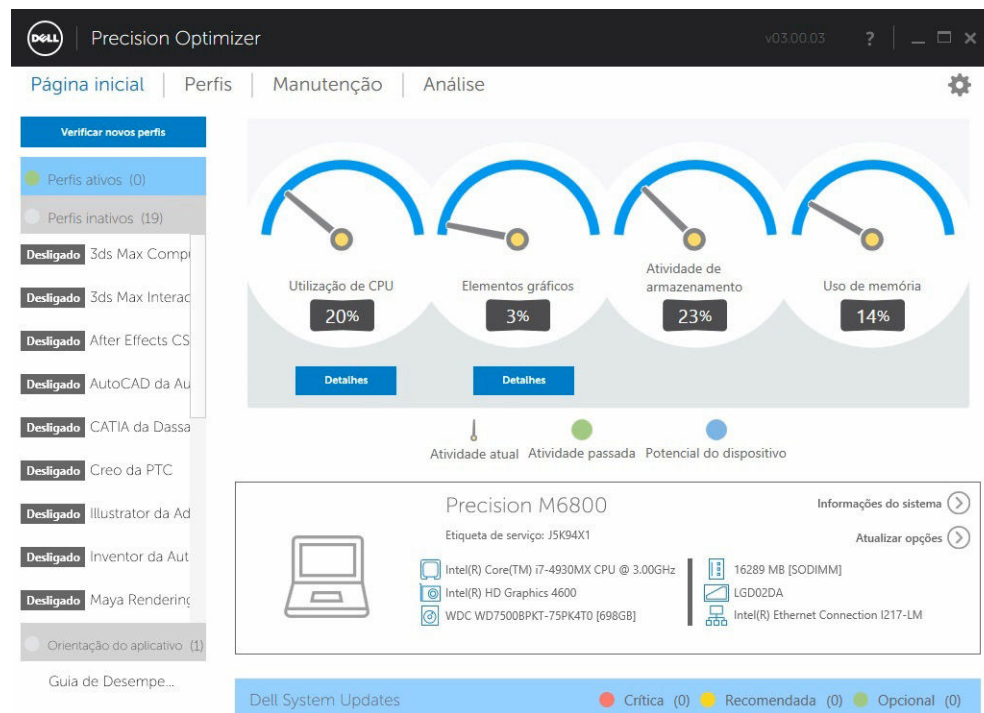 DELL Precision Optimizer v03.00.03 ?
Página inicial Perfis Manutenção Análise
Verificar novos perfis
Perfis ativos (0)
Perfis inativos (19)
Desligado 3ds Max Comp
Desligado 3ds Max Interac
Desligado After Effects CS
Desligado AutoCAD da Au
Desligado CATIA da Dassa
Desligado Creo da PTC
Desligado Illustrator da Ad
Desligado Inventor da Aut
Desligado Maya Rendering
Orientação do aplicativo (1)
Guia de Desempe...
Utilização de CPU
20%
Detalhes
Elementos gráficos
3%
Detalhes
Atividade de
armazenamento
23%
Uso de memória
14%
Atividade atual Atividade passada Potencial do dispositivo
Precision M6800
Informações do sistema
Etiqueta de serviço: J5K94X1
Atualizar opções
Intel(R) Core(TM) i7-4930MX CPU @ 3.00GHz
Intel(R) HD Graphics 4600
WDC WD7500BPKT-75PK4T0 [698GB]
16289 MB [SODIMM]
LGD02DA
Intel(R) Ethernet Connection I217-LM
Dell System Updates Crítica (0) Recomendada (0) Opcional (0)